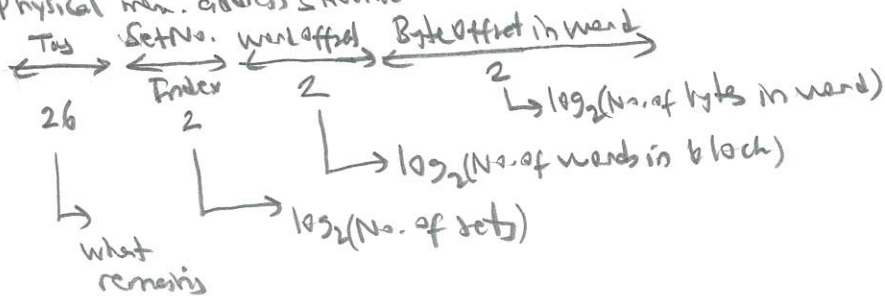 Physical mem. address
Tag SetNo. word offset Byte Offset in word
Index
26 2 2 2
log₂(No. of bytes in word)
log₂(No. of words in block)
log₂(No. of sets)
what
remains